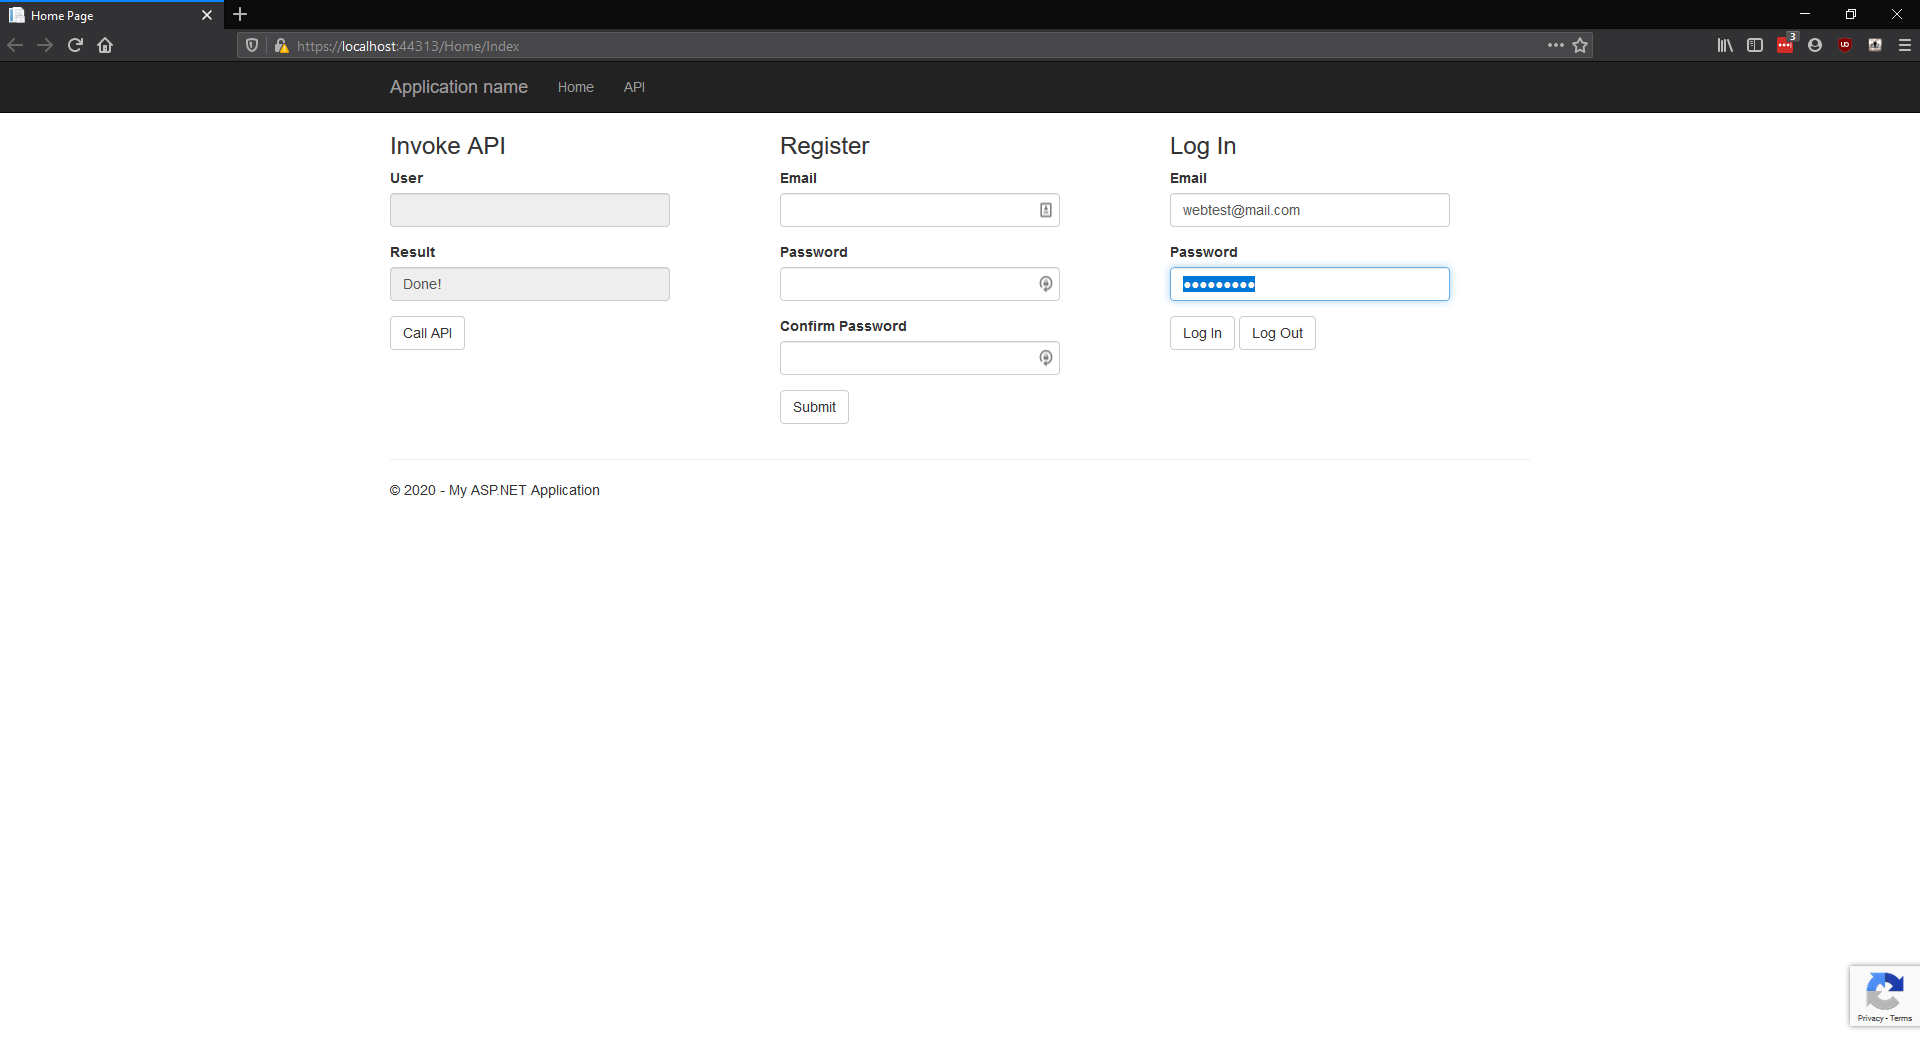 Home Page
https://localhost:44313/Home/Index
3
Application name Home API
Invoke API
User
Result
Done!
Call API
Register
Email
Password
Confirm Password
Submit
Log In
Email
webtest@mail.com
Password
●●●●●●●●●
Log In Log Out
© 2020 - My ASP.NET Application
Privacy - Terms